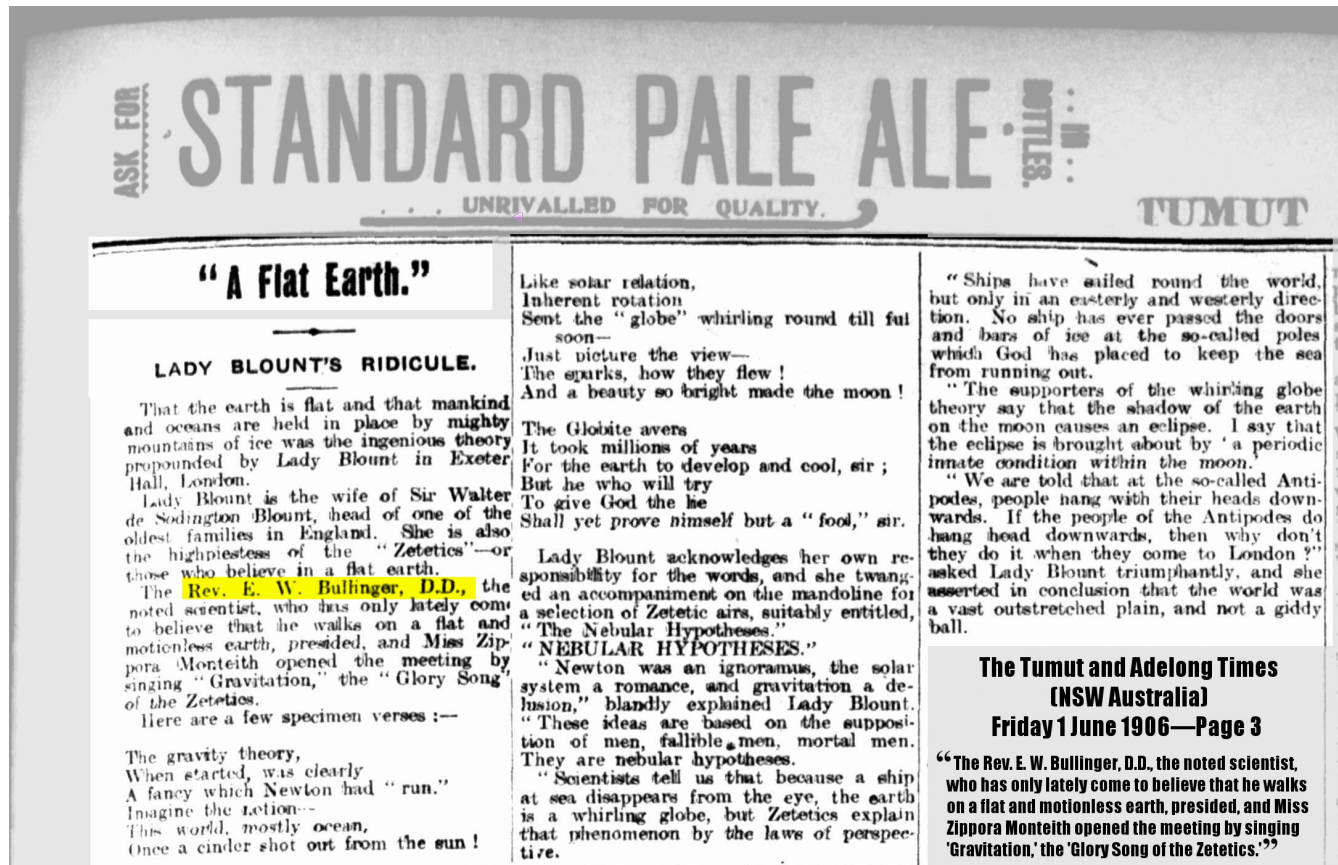 ASK FOR
STANDARD PALE ALE
. . IN . .
BOTTLES.
. . . UNRIVALLED FOR QUALITY.
TUMUT
“A Flat Earth.”
LADY BLOUNT'S RIDICULE.
That the earth is flat and that mankind
and oceans are held in place by mighty
mountains of ice was the ingenious theory
propounded by Lady Blount in Exeter
Hall, London.
Lady Blount is the wife of Sir Walter
de Sodington Blount, head of one of the
oldest families in England. She is also
the highpiestess of the "Zetetics"—or
those who believe in a flat earth.
The Rev. E. W. Bullinger, D.D., the
noted scientist, who has only lately come
to believe that he walks on a flat and
motionless earth, presided, and Miss Zip-
pora Monteith opened the meeting by
singing "Gravitation," the "Glory Song"
of the Zetetics.
Here are a few specimen verses :—
The gravity theory,
When started, was clearly
A fancy which Newton had "run."
Imagine the notion—
This world, mostly ocean,
Once a cinder shot out from the sun !
Like solar relation,
Inherent rotation
Sent the "globe" whirling round till ful
soon—
Just picture the view—
The sparks, how they flew !
And a beauty so bright made the moon !
The Globite avers
It took millions of years
For the earth to develop and cool, sir ;
But he who will try
To give God the lie
Shall yet prove himself but a "fool," sir.
Lady Blount acknowledges her own re-
sponsibility for the words, and she twang-
ed an accompaniment on the mandoline for
a selection of Zetetic airs, suitably entitled,
"The Nebular Hypotheses."
"NEBULAR HYPOTHESES."
"Newton was an ignoramus, the solar
system a romance, and gravitation a de-
lusion," blandly explained Lady Blount.
"These ideas are based on the supposi-
tion of men, fallible men, mortal men.
They are nebular hypotheses.
"Scientists tell us that because a ship
at sea disappears from the eye, the earth
is a whirling globe, but Zetetics explain
that phenomenon by the laws of perspec-
tive.
"Ships have sailed round the world,
but only in an easterly and westerly direc-
tion. No ship has ever passed the doors
and bars of ice at the so-called poles
which God has placed to keep the sea
from running out.
"The supporters of the whirling globe
theory say that the shadow of the earth
on the moon causes an eclipse. I say that
the eclipse is brought about by 'a periodic
innate condition within the moon.'
"We are told that at the so-called Anti-
podes, people hang with their heads down-
wards. If the people of the Antipodes do
hang head downwards, then why don't
they do it when they come to London ?"
asked Lady Blount triumphantly, and she
asserted in conclusion that the world was
a vast outstretched plain, and not a giddy
ball.
The Tumut and Adelong Times
(NSW Australia)
Friday 1 June 1906—Page 3
“The Rev. E. W. Bullinger, D.D., the noted scientist,
who has only lately come to believe that he walks
on a flat and motionless earth, presided, and Miss
Zippora Monteith opened the meeting by singing
'Gravitation,' the 'Glory Song of the Zetetics.'”